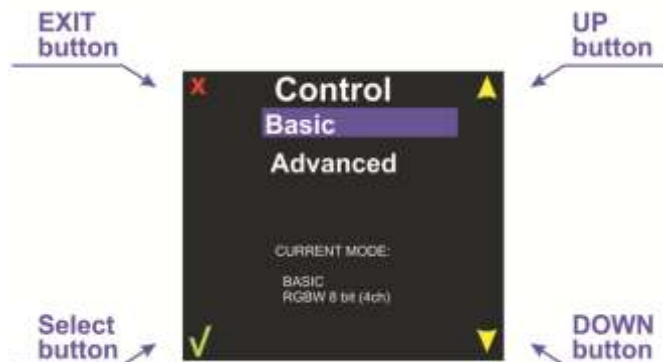 EXIT
button
UP
button
X
Control
Basic
Advanced
CURRENT MODE:
BASIC
RGBW 8 bit (4ch)
Select
button
DOWN
button